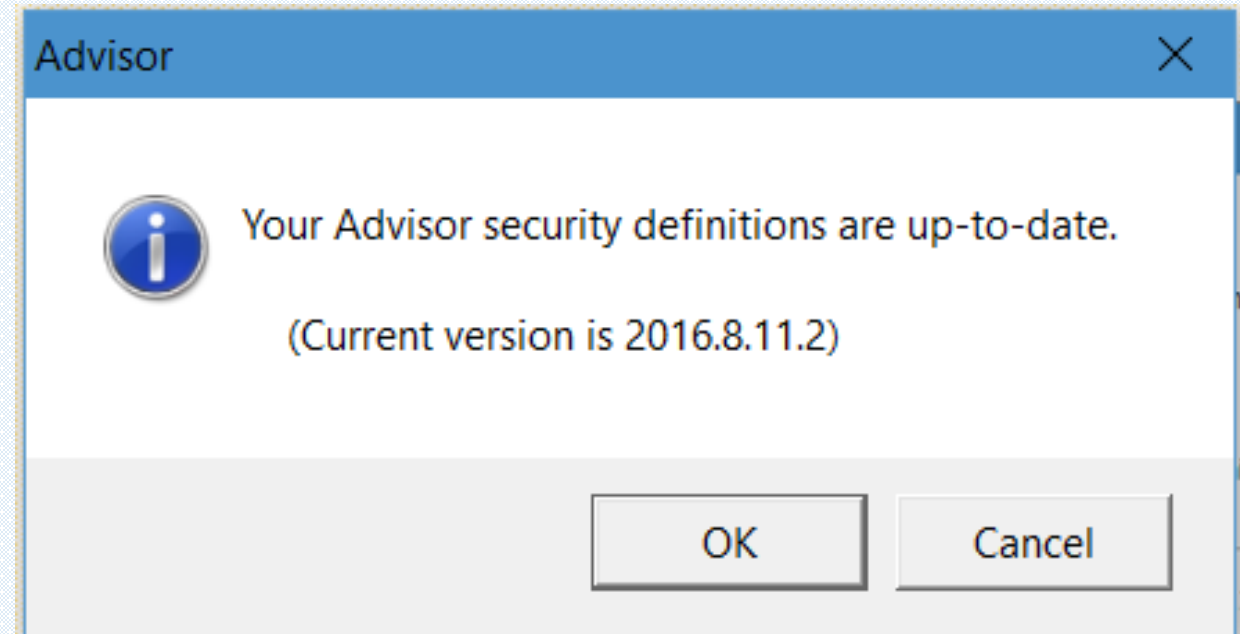 Advisor
Your Advisor security definitions are up-to-date.
(Current version is 2016.8.11.2)
OK
Cancel